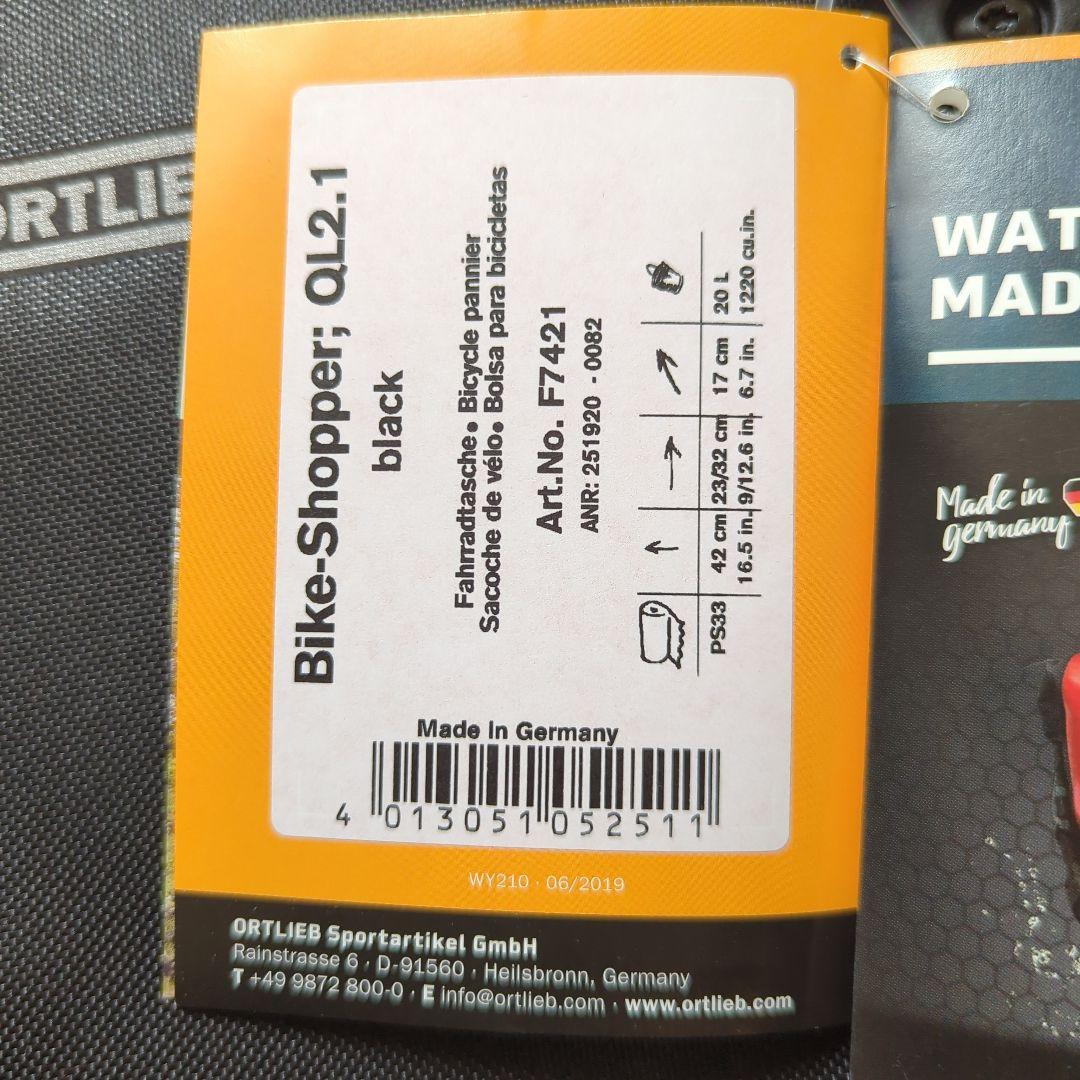 ORTLIE
Bike-Shopper; QL2.1
black
Fahrradtasche • Bicycle pannier
Sacoche de vélo • Bolsa para bicicletas
Art.No. F7421
ANR: 251920 - 0082
PS33 42 cm 23/32 cm 17 cm 20 L
16.5 in. 9/12.6 in. 6.7 in. 1220 cu.in.
Made In Germany
4 013051 052511
WY210 · 06/2019
ORTLIEB Sportartikel GmbH
Rainstrasse 6 · D-91560 · Heilsbronn, Germany
T +49 9872 800-0 · E info@ortlieb.com · www.ortlieb.com
WAT
MAD
Made in
germany